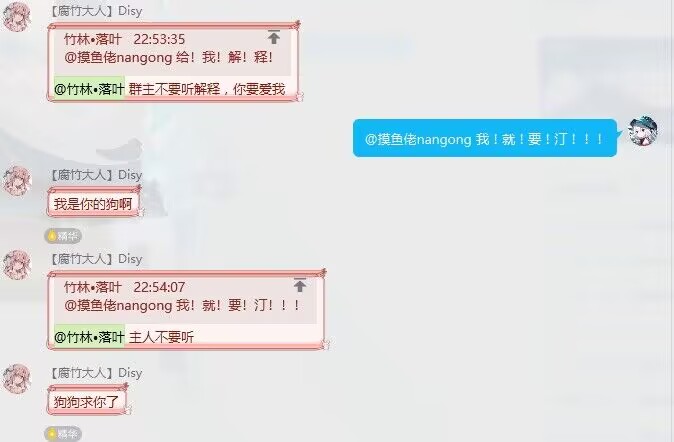 【腐竹大人】Disy
竹林•落叶 22:53:35
@摸鱼佬nangong 给！我！解！释！
@竹林•落叶 群主不要听解释，你要爱我
@摸鱼佬nangong 我！就！要！汀！！！
【腐竹大人】Disy
我是你的狗啊
精华
【腐竹大人】Disy
竹林•落叶 22:54:07
@摸鱼佬nangong 我！就！要！汀！！！
@竹林•落叶 主人不要听
【腐竹大人】Disy
狗狗求你了
精华